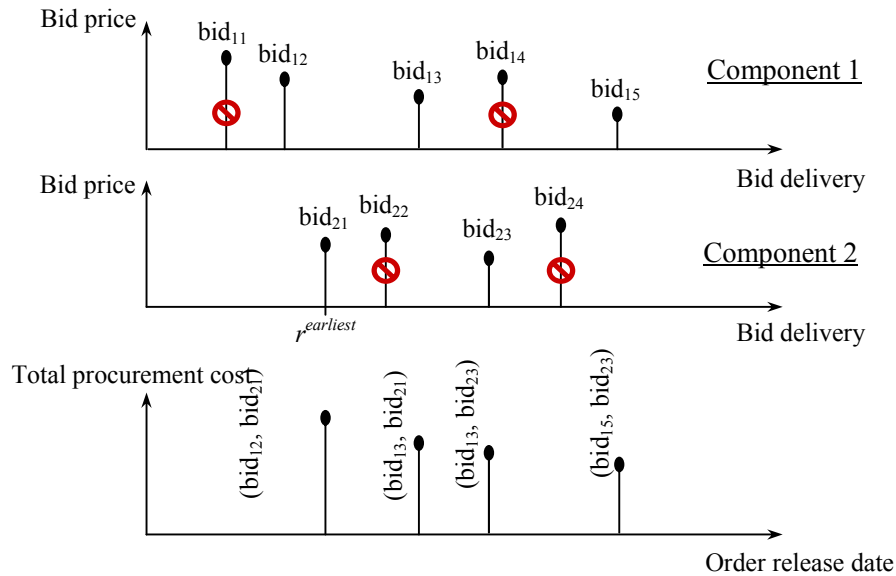 Bid price
bid₁₁
bid₁₂
bid₁₃
bid₁₄
bid₁₅
Component 1
Bid delivery
Bid price
bid₂₁
bid₂₂
bid₂₃
bid₂₄
Component 2
r^earliest
Bid delivery
Total procurement cost
(bid₁₂, bid₂₁)
(bid₁₃, bid₂₁)
(bid₁₃, bid₂₃)
(bid₁₅, bid₂₃)
Order release date